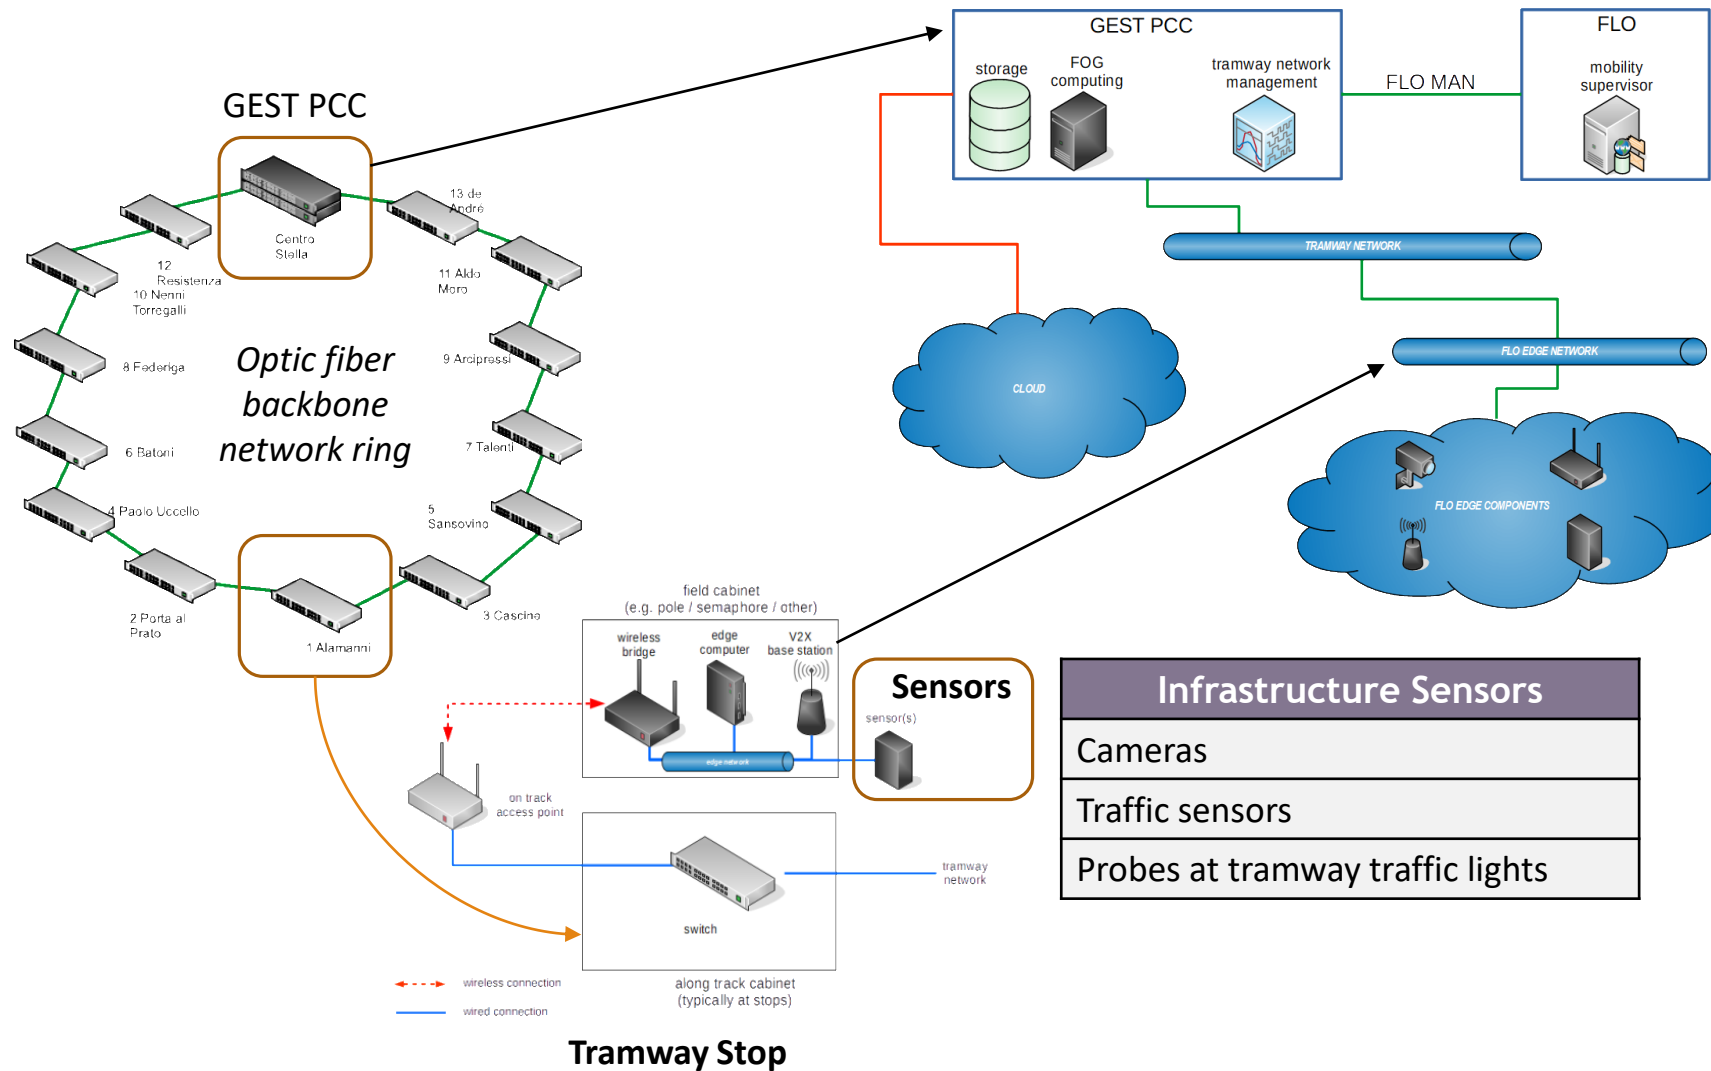 GEST PCC
FLO
storage
FOG
computing
tramway network
management
FLO MAN
mobility
supervisor
GEST PCC
Centro
Stella
13 de
André
12
Resistenza
11 Aldo
Moro
10 Nenni
Torregalli
9 Arcipressi
8 Federiga
7 Talenti
6 Batoni
5
Sansovino
4 Paolo Uccello
3 Cascine
2 Porta al
Prato
1 Alamanni
Optic fiber
backbone
network ring
TRAMWAY NETWORK
FLO EDGE NETWORK
CLOUD
FLO EDGE COMPONENTS
field cabinet
(e.g. pole / semaphore / other)
wireless
bridge
edge
computer
V2X
base station
edge network
Sensors
sensor(s)
on track
access point
switch
tramway
network
along track cabinet
(typically at stops)
wireless connection
wired connection
Tramway Stop
Infrastructure Sensors
Cameras
Traffic sensors
Probes at tramway traffic lights